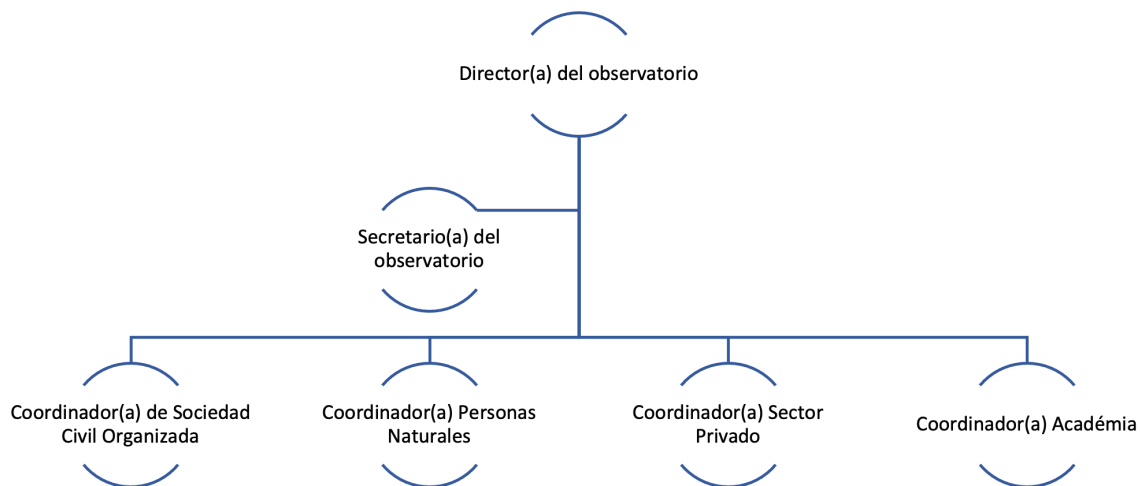 Director(a) del observatorio
Secretario(a) del
observatorio
Coordinador(a) de Sociedad
Civil Organizada
Coordinador(a) Personas
Naturales
Coordinador(a) Sector
Privado
Coordinador(a) Académia